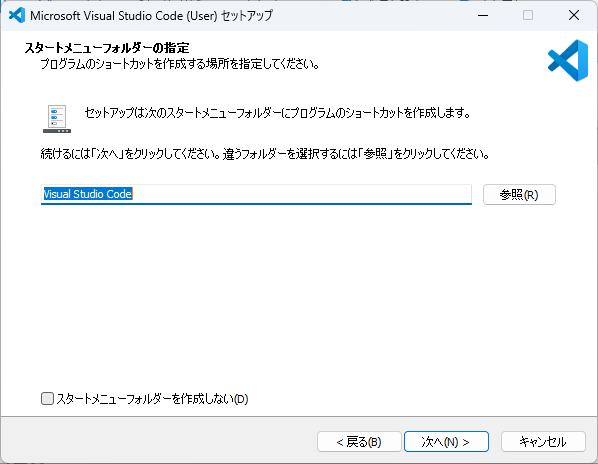 Microsoft Visual Studio Code (User) セットアップ
スタートメニューフォルダーの指定
プログラムのショートカットを作成する場所を指定してください。
セットアップは次のスタートメニューフォルダーにプログラムのショートカットを作成します。
続けるには「次へ」をクリックしてください。違うフォルダーを選択するには「参照」をクリックしてください。
Visual Studio Code
参照(R)
スタートメニューフォルダーを作成しない(D)
< 戻る(B)
次へ(N) >
キャンセル